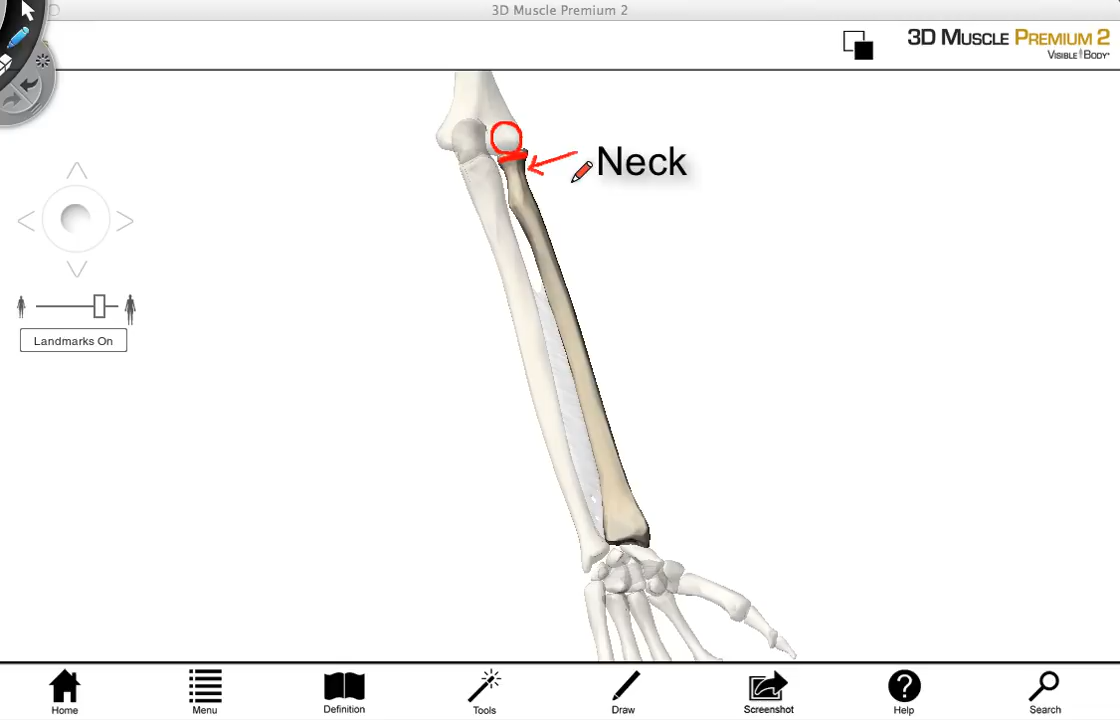 3D Muscle Premium 2
3D MUSCLE PREMIUM 2
VISIBLE BODY®
Neck
Landmarks On
Home
Menu
Definition
Tools
Draw
Screenshot
Help
Search